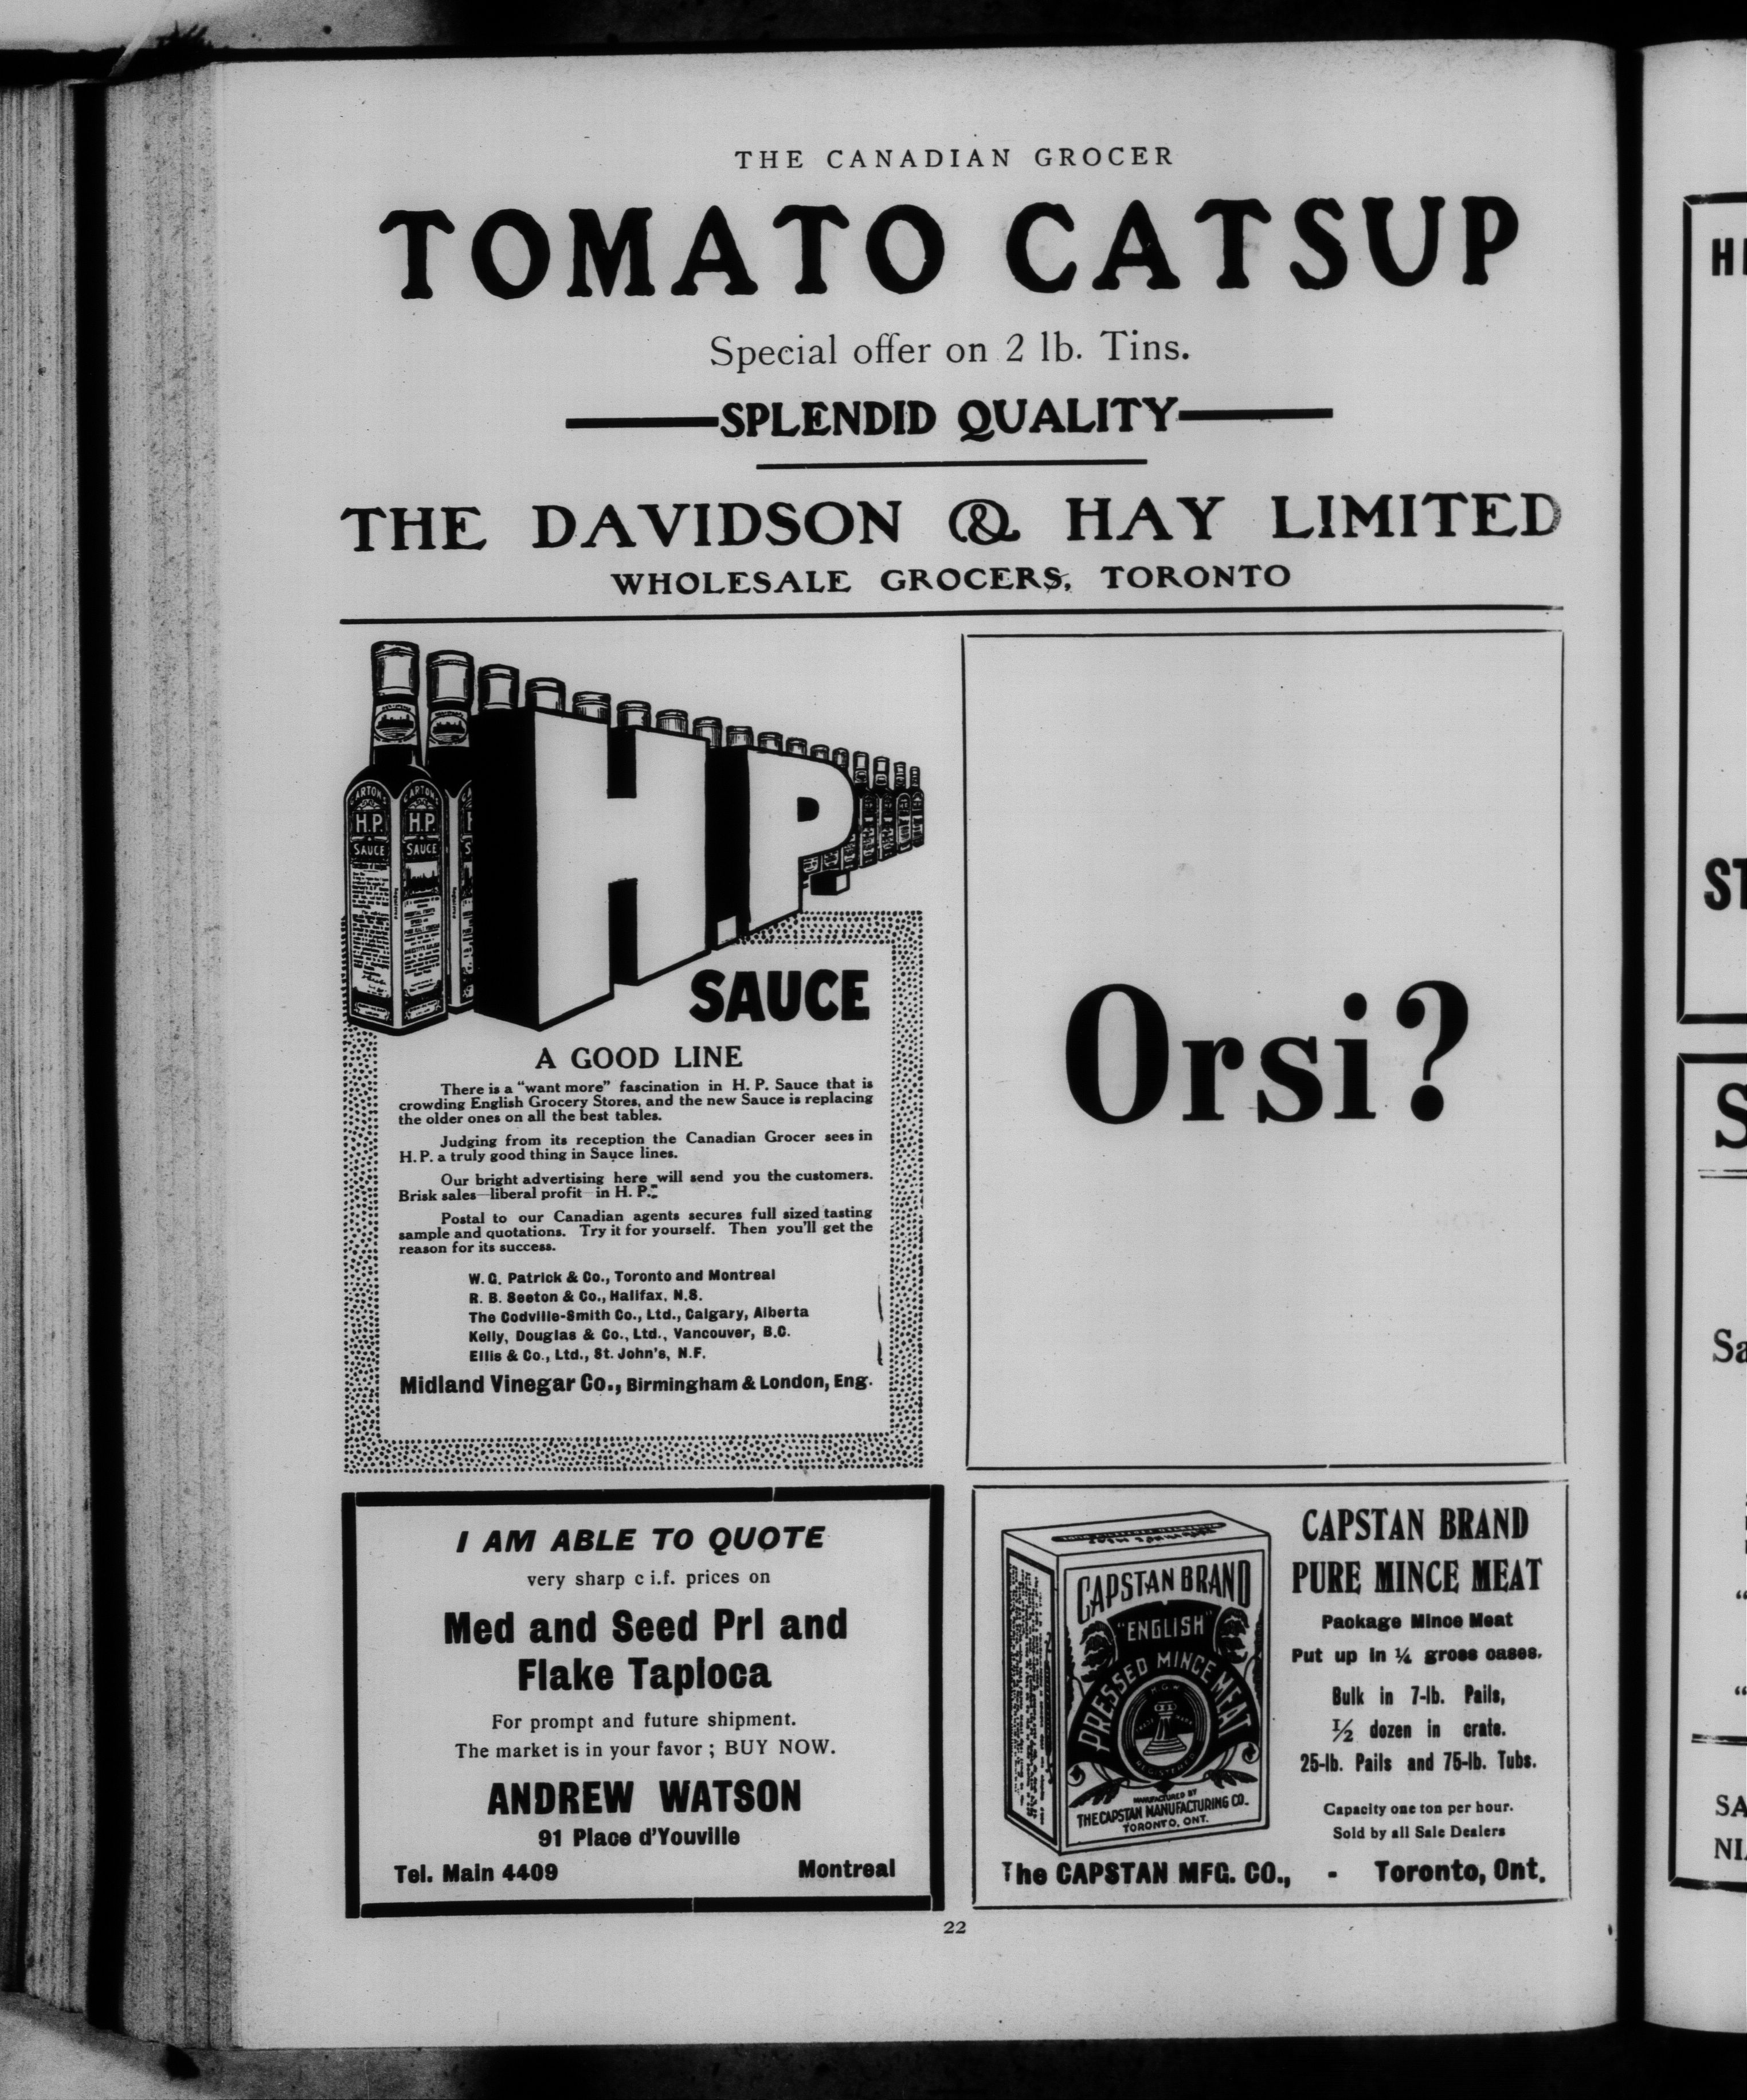 THE CANADIAN GROCER
TOMATO CATSUP
Special offer on 2 lb. Tins.
SPLENDID QUALITY
THE DAVIDSON & HAY LIMITED
WHOLESALE GROCERS, TORONTO
GARTON'S
H.P.
SAUCE
GARTON'S
H.P.
SAUCE
H.P.
SAUCE
A GOOD LINE
There is a "want more" fascination in H. P. Sauce that is
crowding English Grocery Stores, and the new Sauce is replacing
the older ones on all the best tables.
Judging from its reception the Canadian Grocer sees in
H. P. a truly good thing in Sauce lines.
Our bright advertising here will send you the customers.
Brisk sales—liberal profit—in H. P.
Postal to our Canadian agents secures full sized tasting
sample and quotations. Try it for yourself. Then you'll get the
reason for its success.
W. G. Patrick & Co., Toronto and Montreal
R. B. Seeton & Co., Halifax, N.S.
The Codville-Smith Co., Ltd., Calgary, Alberta
Kelly, Douglas & Co., Ltd., Vancouver, B.C.
Ellis & Co., Ltd., St. John's, N.F.
Midland Vinegar Co., Birmingham & London, Eng.
Orsi?
I AM ABLE TO QUOTE
very sharp c i.f. prices on
Med and Seed Prl and
Flake Tapioca
For prompt and future shipment.
The market is in your favor ; BUY NOW.
ANDREW WATSON
91 Place d'Youville
Tel. Main 4409 Montreal
CAPSTAN BRAND
"ENGLISH"
PRESSED MINCE MEAT
REGISTERED
MANUFACTURED BY
THE CAPSTAN MANUFACTURING CO.
TORONTO, ONT.
CAPSTAN BRAND
PURE MINCE MEAT
Package Mince Meat
Put up in ¼ gross cases.
Bulk in 7-lb. Pails,
½ dozen in crate.
25-lb. Pails and 75-lb. Tubs.
Capacity one ton per hour.
Sold by all Sale Dealers
The CAPSTAN MFG. CO., - Toronto, Ont.
22